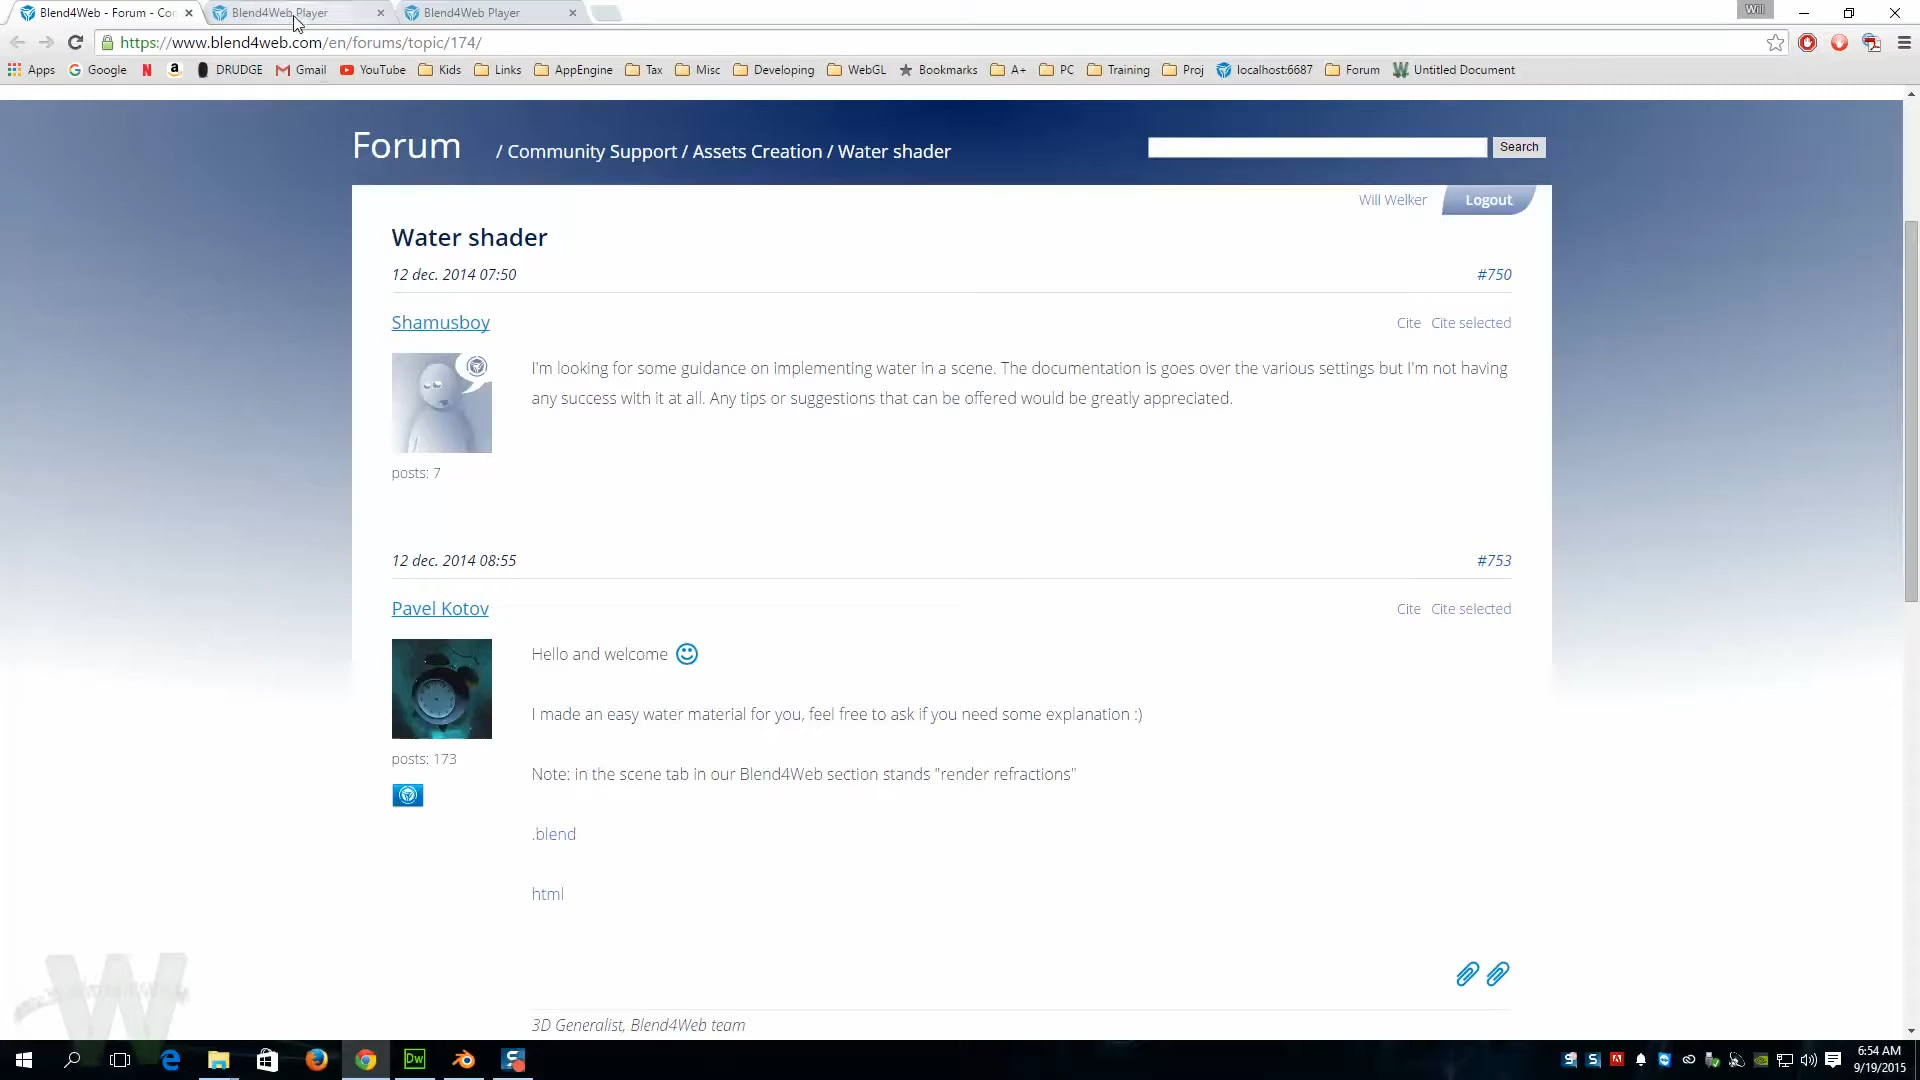 Blend4Web - Forum - Co
Blend4Web Player
Blend4Web Player
Will
https://www.blend4web.com/en/forums/topic/174/
Apps
Google
DRUDGE
Gmail
YouTube
Kids
Links
AppEngine
Tax
Misc
Developing
WebGL
Bookmarks
A+
PC
Training
Proj
localhost:6687
Forum
Untitled Document
Forum / Community Support / Assets Creation / Water shader
Search
Will Welker
Logout
Water shader
12 dec. 2014 07:50
#750
Shamusboy
Cite Cite selected
I'm looking for some guidance on implementing water in a scene. The documentation is goes over the various settings but I'm not having
any success with it at all. Any tips or suggestions that can be offered would be greatly appreciated.
posts: 7
12 dec. 2014 08:55
#753
Pavel Kotov
Cite Cite selected
Hello and welcome
I made an easy water material for you, feel free to ask if you need some explanation :)
posts: 173
Note: in the scene tab in our Blend4Web section stands "render refractions"
.blend
html
3D Generalist, Blend4Web team
Dw
6:54 AM
9/19/2015